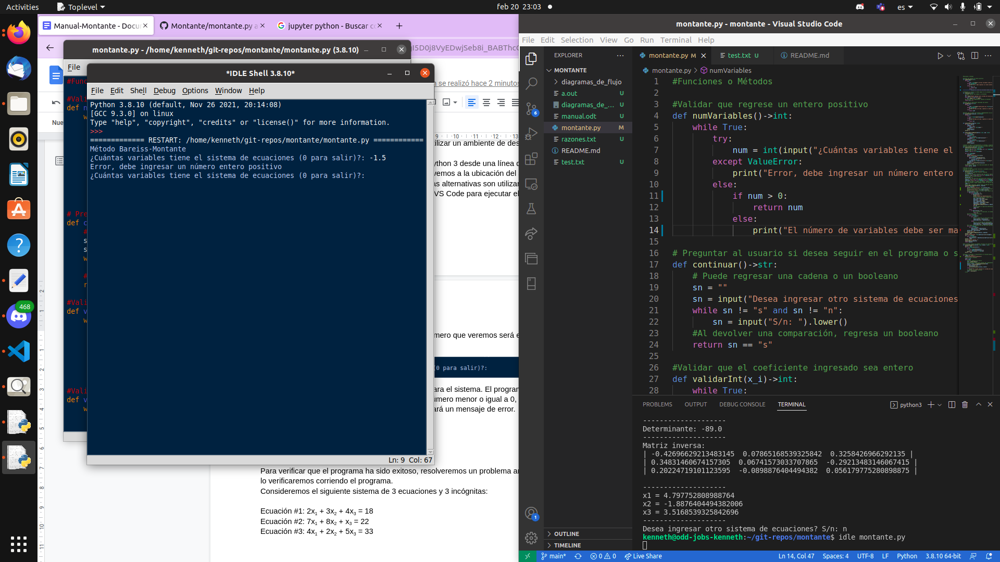 Activities
Toplevel
feb 20 23:03
es
Manual-Montante - Docu
Montante/montante.py a
jupyter python - Buscar c
montante.py - /home/kenneth/git-repos/montante/montante.py (3.8.10)
File
*IDLE Shell 3.8.10*
File Edit Shell Debug Options Window Help
Python 3.8.10 (default, Nov 26 2021, 20:14:08)
[GCC 9.3.0] on linux
Type "help", "copyright", "credits" or "license()" for more information.
>>>
============= RESTART: /home/kenneth/git-repos/montante/montante.py ============
Método Bareiss-Montante
¿Cuántas variables tiene el sistema de ecuaciones (0 para salir)?: -1.5
Error, debe ingresar un número entero positivo
¿Cuántas variables tiene el sistema de ecuaciones (0 para salir)?:
Ln: 9 Col: 67
468
#Func
#Vali
def n
w
# Pre
def c
#
s
s
w
#
r
#Vali
def v
w
#Vali
def v
w
Nue
n se realizó hace 2 minutos
ilizar un ambiente de des
ython 3 desde una línea c
vemos a la ubicación del
as alternativas son utilizar
VS Code para ejecutar el
mero que veremos será e
(0 para salir)?:
ara el sistema. El program
úmero menor o igual a 0,
ará un mensaje de error.
Para verificar que el programa ha sido exitoso, resolveremos un problema a
lo verificaremos corriendo el programa.
Consideremos el siguiente sistema de 3 ecuaciones y 3 incógnitas:
Ecuación #1: 2x1 + 3x2 + 4x3 = 18
Ecuación #2: 7x1 + 8x2 + x3 = 22
Ecuación #3: 4x1 + 2x2 + 5x3 = 33
montante.py - montante - Visual Studio Code
File Edit Selection View Go Run Terminal Help
EXPLORER
MONTANTE
diagramas_de_flujo
a.out U
diagramas_de_... U
manual.odt U
montante.py M
razones.txt U
README.md
test.txt U
OUTLINE
TIMELINE
6
1
montante.py M
test.txt U
README.md
montante.py > numVariables
1 #Funciones o Métodos
2
3 #Validar que regrese un entero positivo
4 def numVariables()->int:
5 while True:
6 try:
7 num = int(input("¿Cuántas variables tiene el
8 except ValueError:
9 print("Error, debe ingresar un número entero
10 else:
11 if num > 0:
12 return num
13 else:
14 print("El número de variables debe ser ma
15
16 # Preguntar al usuario si desea seguir en el programa o s
17 def continuar()->str:
18 # Puede regresar una cadena o un booleano
19 sn = ""
20 sn = input("Desea ingresar otro sistema de ecuaciones
21 while sn != "s" and sn != "n":
22 sn = input("S/n: ").lower()
23 #Al devolver una comparación, regresa un booleano
24 return sn == "s"
25
26 #Validar que el coeficiente ingresado sea entero
27 def validarInt(x_i)->int:
28 while True:
PROBLEMS OUTPUT DEBUG CONSOLE TERMINAL
python3
--------------------
Determinante: -89.0
--------------------
Matriz inversa:
| -0.42696629213483145 0.07865168539325842 0.3258426966292135 |
| 0.34831460674157305 0.06741573033707865 -0.29213483146067415 |
| 0.20224719101123595 -0.0898876404494382 0.056179775280898875 |
--------------------
x1 = 4.797752808988764
x2 = -1.8876404494382006
x3 = 3.5168539325842696
--------------------
Desea ingresar otro sistema de ecuaciones? S/n: n
kenneth@odd-jobs-kenneth:~/git-repos/montante$ idle montante.py
main* 0 0 Live Share
Ln 14, Col 47 Spaces: 4 UTF-8 LF Python 3.8.10 64-bit